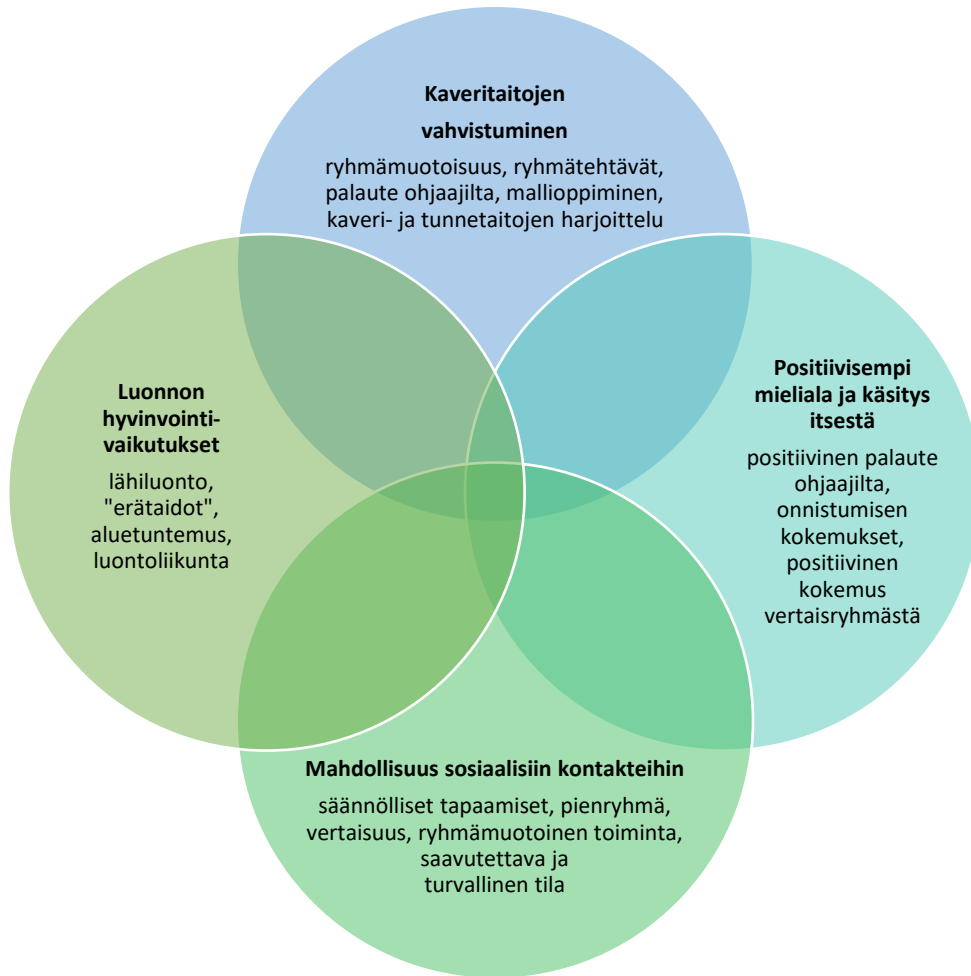 Kaveritaitojen
vahvistuminen
ryhmämuotoisuus, ryhmätehtävät,
palaute ohjaajilta, mallioppiminen,
kaveri- ja tunnetaitojen harjoittelu
Luonnon
hyvinvointi-
vaikutukset
lähiluonto,
"erätaidot",
aluetuntemus,
luontoliikunta
Positiivisempi
mieliala ja käsitys
itsestä
positiivinen palaute
ohjaajilta,
onnistumisen
kokemukset,
positiivinen
kokemus
vertaisryhmästä
Mahdollisuus sosiaalisiin kontakteihin
säännölliset tapaamiset, pienryhmä,
vertaisuus, ryhmämuotoinen toiminta,
saavutettava ja
turvallinen tila